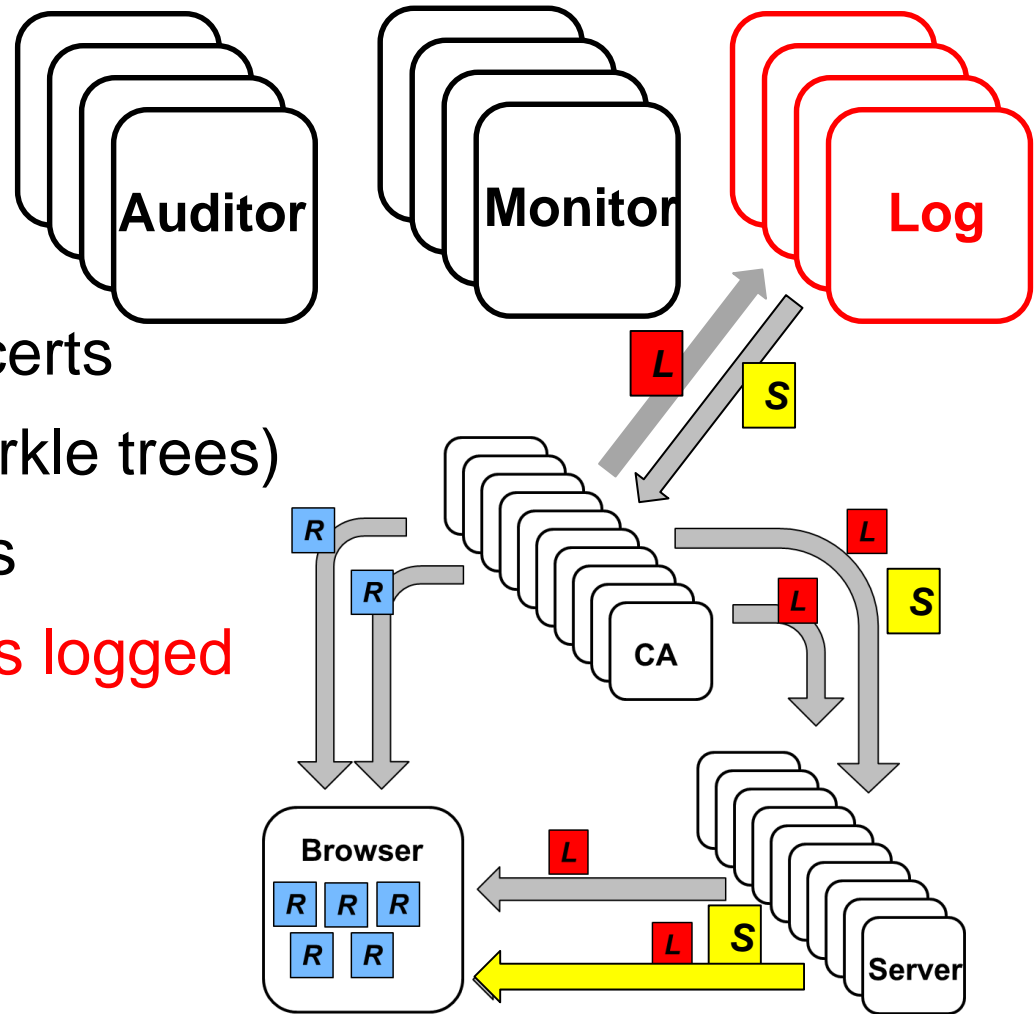 Auditor
Monitor
Log
certs
L
S
rkle trees)
R
L
s
R
L
S
s logged
CA
Browser
L
R R R
R R
L
S
Server